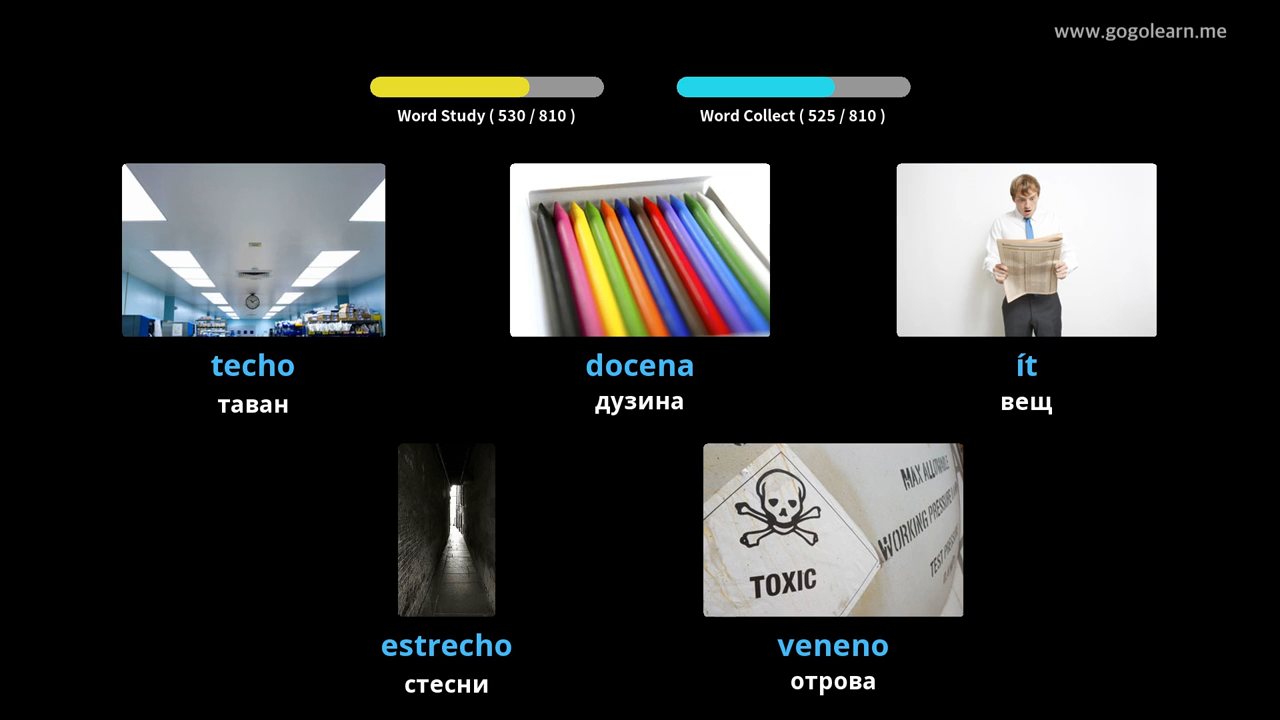 www.gogolearn.me
Word Study ( 530 / 810 )
Word Collect ( 525 / 810 )
techo
таван
docena
дузина
ít
вещ
MAX ALLOWABLE
WORKING PRESSURE
TEST PRESSURE
TOXIC
estrecho
стесни
veneno
отрова